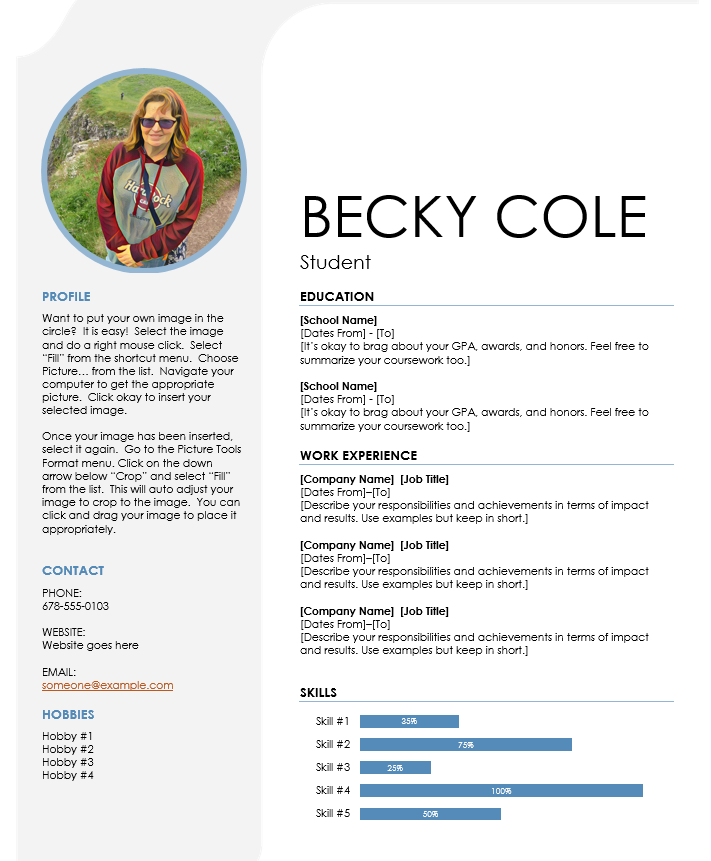 BECKY COLE
Student
PROFILE
Want to put your own image in the
circle?  It is easy!  Select the image
and do a right mouse click.  Select
“Fill” from the shortcut menu.  Choose
Picture… from the list.  Navigate your
computer to get the appropriate
picture.  Click okay to insert your
selected image.
Once your image has been inserted,
select it again.  Go to the Picture Tools
Format menu. Click on the down
arrow below “Crop” and select “Fill”
from the list.  This will auto adjust your
image to crop to the image.  You can
click and drag your image to place it
appropriately.
CONTACT
PHONE:
678-555-0103
WEBSITE:
Website goes here
EMAIL:
someone@example.com
HOBBIES
Hobby #1
Hobby #2
Hobby #3
Hobby #4
EDUCATION
[School Name]
[Dates From] - [To]
[It’s okay to brag about your GPA, awards, and honors. Feel free to
summarize your coursework too.]
[School Name]
[Dates From] - [To]
[It’s okay to brag about your GPA, awards, and honors. Feel free to
summarize your coursework too.]
WORK EXPERIENCE
[Company Name]  [Job Title]
[Dates From]–[To]
[Describe your responsibilities and achievements in terms of impact
and results. Use examples but keep in short.]
[Company Name]  [Job Title]
[Dates From]–[To]
[Describe your responsibilities and achievements in terms of impact
and results. Use examples but keep in short.]
[Company Name]  [Job Title]
[Dates From]–[To]
[Describe your responsibilities and achievements in terms of impact
and results. Use examples but keep in short.]
SKILLS
Skill #1 35%
Skill #2 75%
Skill #3 25%
Skill #4 100%
Skill #5 50%